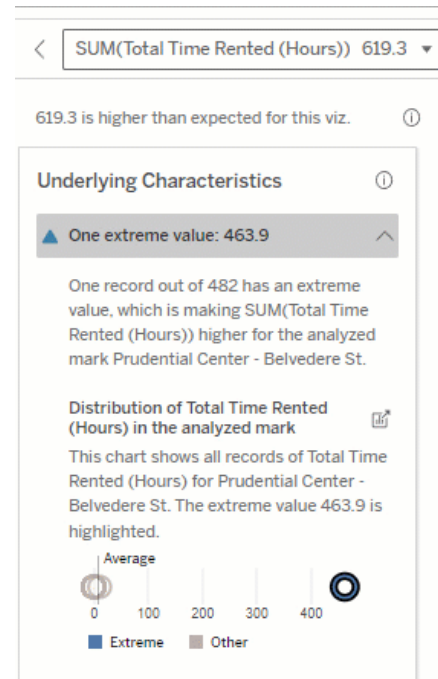 SUM(Total Time Rented (Hours)) 619.3
619.3 is higher than expected for this viz.
Underlying Characteristics
One extreme value: 463.9
One record out of 482 has an extreme
value, which is making SUM(Total Time
Rented (Hours)) higher for the analyzed
mark Prudential Center - Belvedere St.
Distribution of Total Time Rented
(Hours) in the analyzed mark
This chart shows all records of Total Time
Rented (Hours) for Prudential Center -
Belvedere St. The extreme value 463.9 is
highlighted.
Average
0 100 200 300 400
Extreme Other